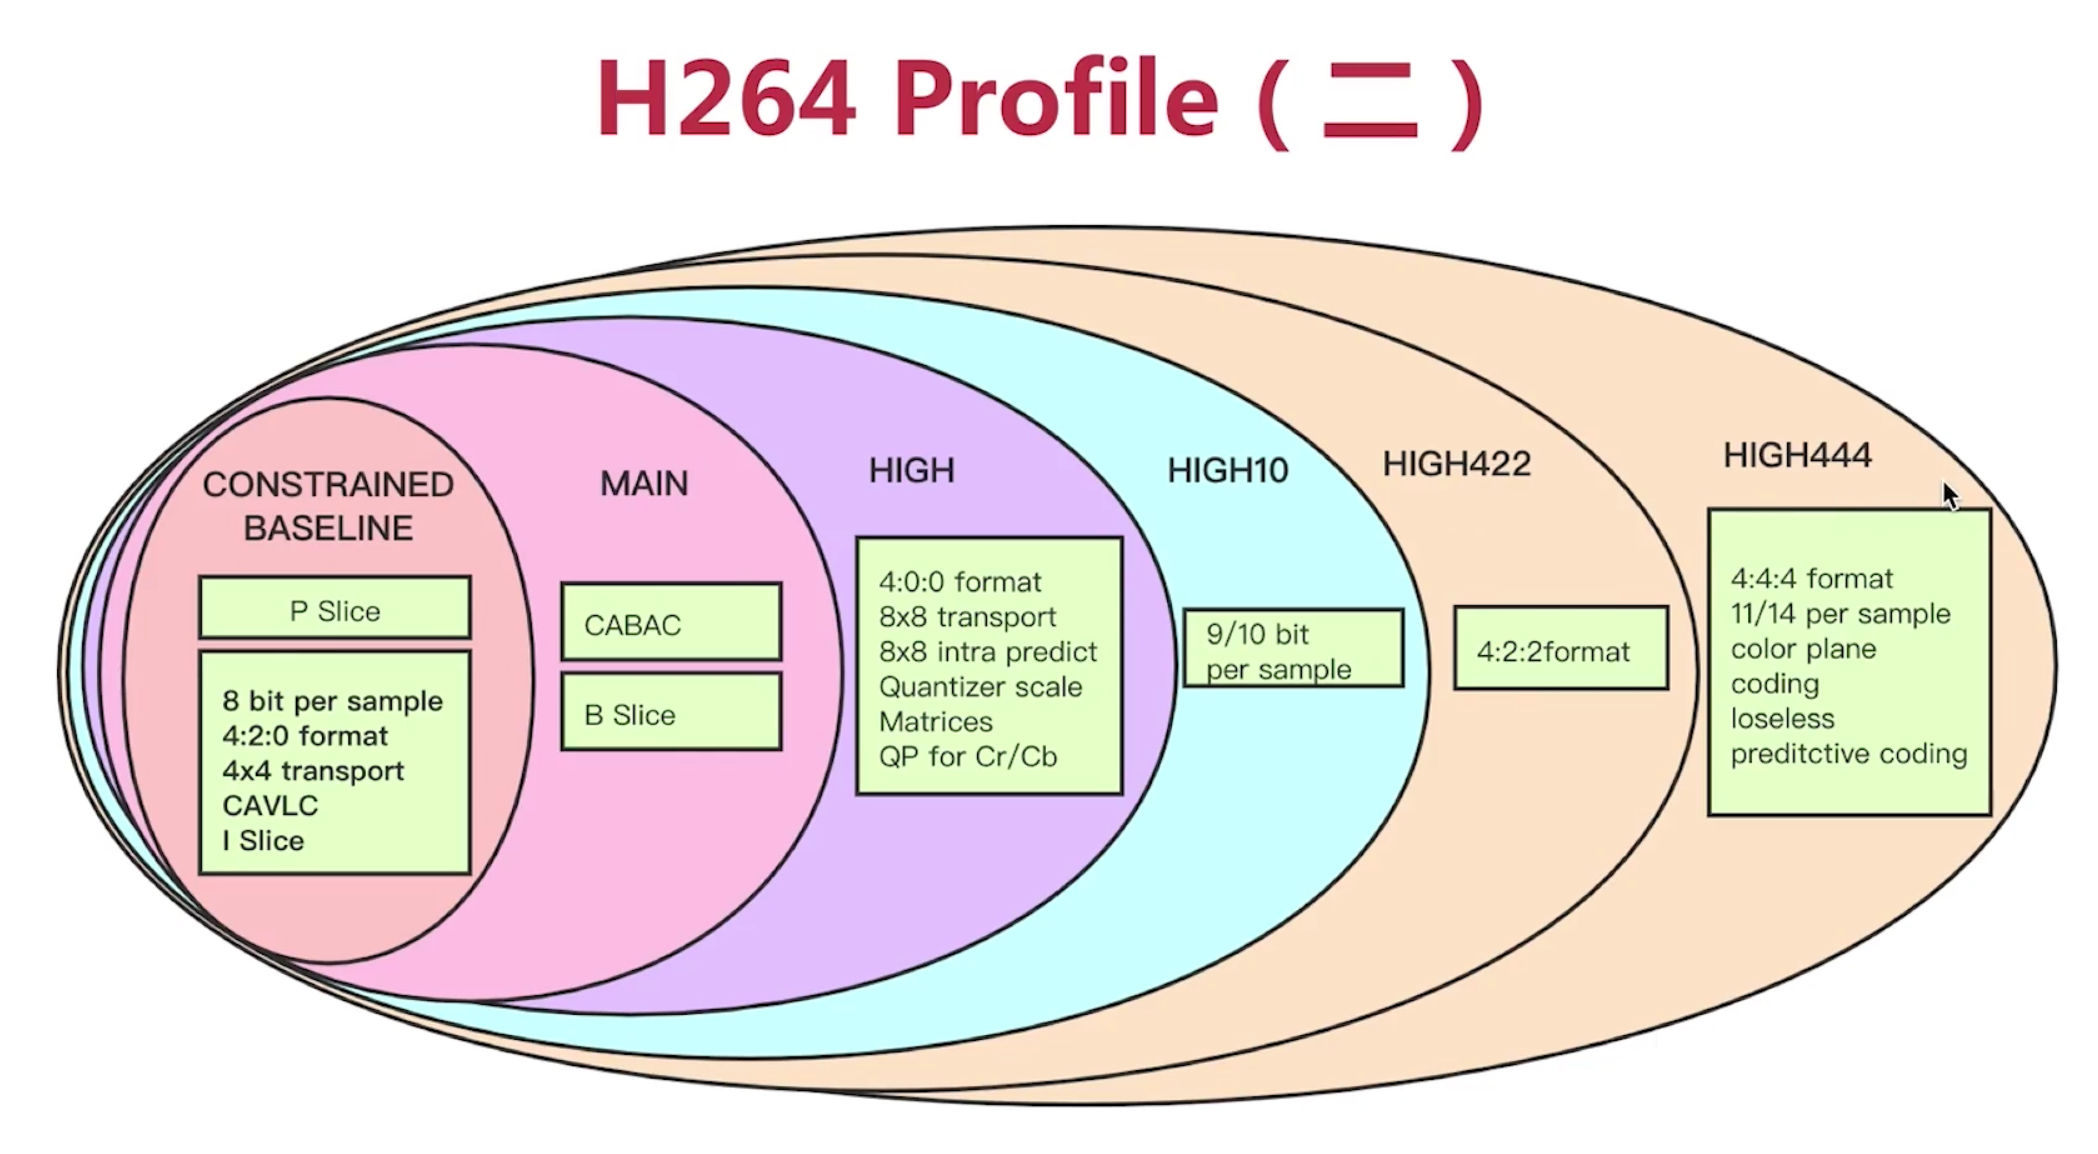 H264 Profile ( 二 )
CONSTRAINED
BASELINE
P Slice
8 bit per sample
4:2:0 format
4x4 transport
CAVLC
I Slice
MAIN
CABAC
B Slice
HIGH
4:0:0 format
8x8 transport
8x8 intra predict
Quantizer scale
Matrices
QP for Cr/Cb
HIGH10
9/10 bit
per sample
HIGH422
4:2:2format
HIGH444
4:4:4 format
11/14 per sample
color plane
coding
loseless
preditctive coding